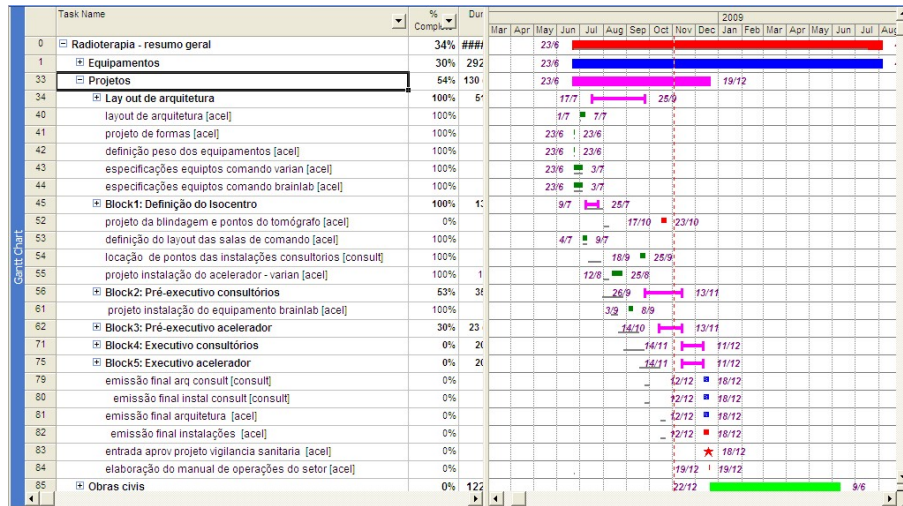 Task Name % Complete Dur 2009
Mar Apr May Jun Jul Aug Sep Oct Nov Dec Jan Feb Mar Apr May Jun Jul Aug
0 Radioterapia - resumo geral 34% #### 23/6
1 Equipamentos 30% 292 23/6
33 Projetos 54% 130 23/6 19/12
34 Lay out de arquitetura 100% 17/7 25/9
40 layout de arquitetura [acel] 100% 1/7 7/7
41 projeto de formas [acel] 100% 23/6 23/6
42 definição peso dos equipamentos [acel] 100% 23/6 23/6
43 especificações equiptos comando varian [acel] 100% 23/6 3/7
44 especificações equiptos comando brainlab [acel] 100% 23/6 3/7
45 Block1: Definição do Isocentro 100% 9/7 25/7
52 projeto da blindagem e pontos do tomógrafo [acel] 0% 17/10 23/10
53 definição do layout das salas de comando [acel] 100% 4/7 9/7
54 locação de pontos das instalações consultorios [consult] 100% 18/9 25/9
55 projeto instalação do acelerador - varian [acel] 100% 1 12/8 25/8
56 Block2: Pré-executivo consultórios 53% 26/9 13/11
61 projeto instalação do equipamento brainlab [acel] 100% 3/9 8/9
62 Block3: Pré-executivo acelerador 30% 23 14/10 13/11
71 Block4: Executivo consultórios 0% 14/11 11/12
75 Block5: Executivo acelerador 0% 14/11 11/12
79 emissão final arq consult [consult] 0% 12/12 18/12
80 emissão final instal consult [consult] 0% 12/12 18/12
81 emissão final arquitetura [acel] 0% 12/12 18/12
82 emissão final instalações [acel] 0% 12/12 18/12
83 entrada aprov projeto vigilancia sanitaria [acel] 0% 18/12
84 elaboração do manual de operações do setor [acel] 0% 19/12 19/12
85 Obras civis 0% 122 22/12 9/6
Gantt Chart